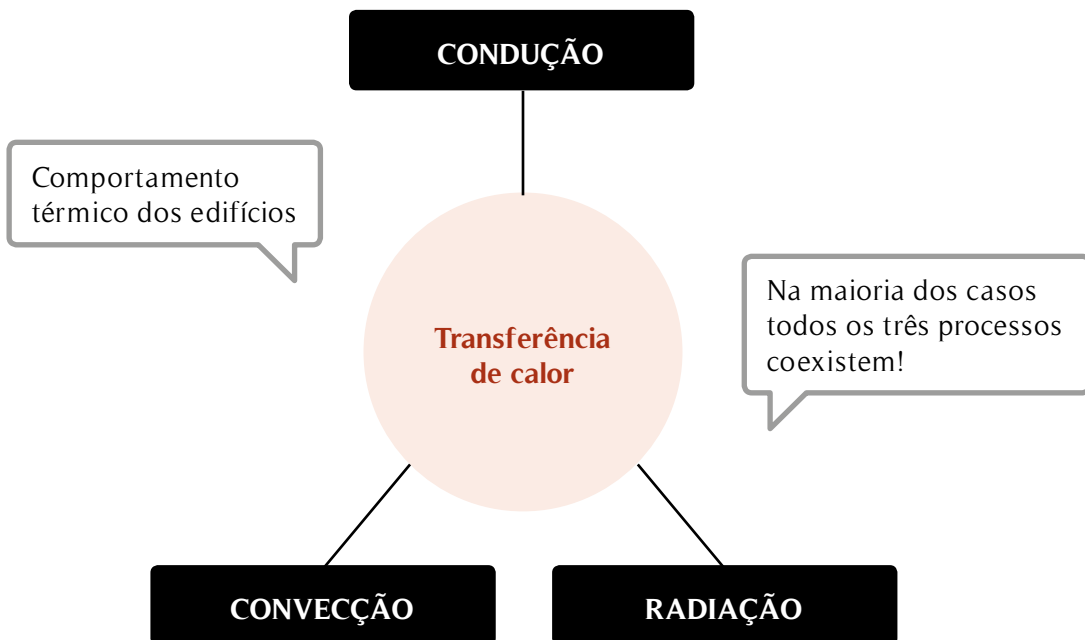 CONDUÇÃO
Comportamento
térmico dos edifícios
Na maioria dos casos
todos os três processos
coexistem!
Transferência
de calor
CONVECÇÃO
RADIAÇÃO